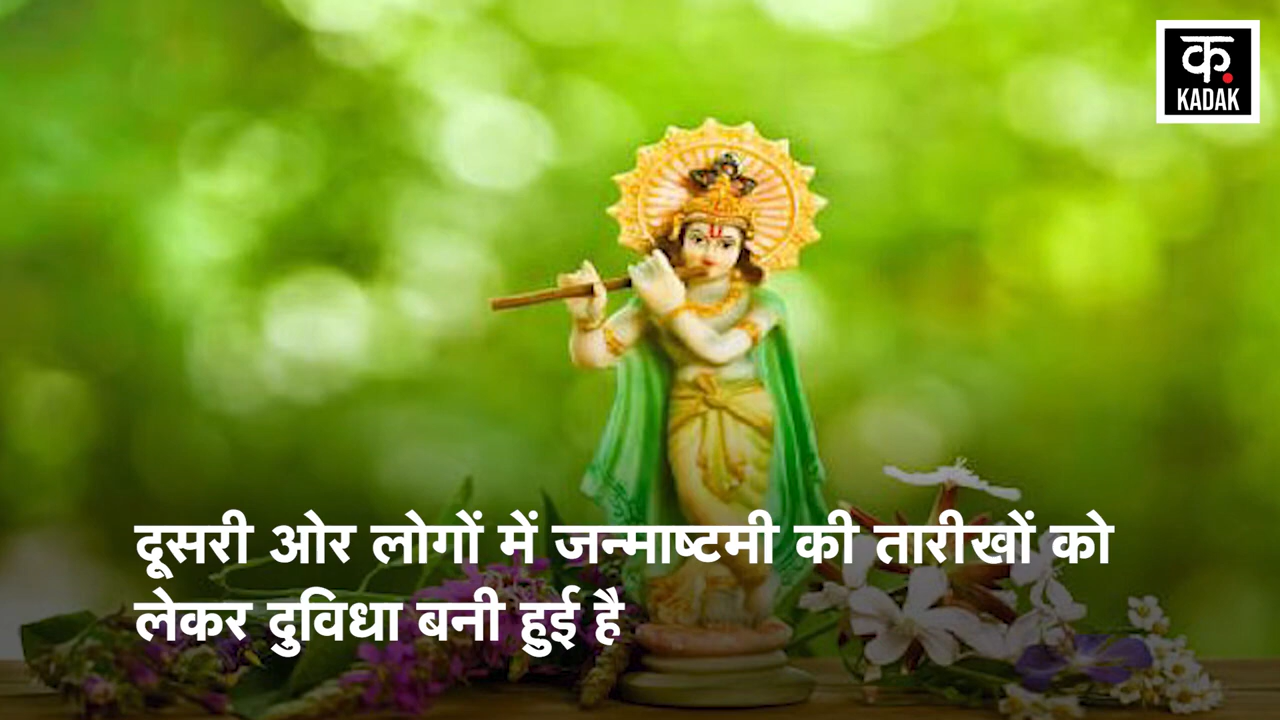 क.
KADAK
दूसरी ओर लोगों में जन्माष्टमी की तारीखों को
लेकर दुविधा बनी हुई है